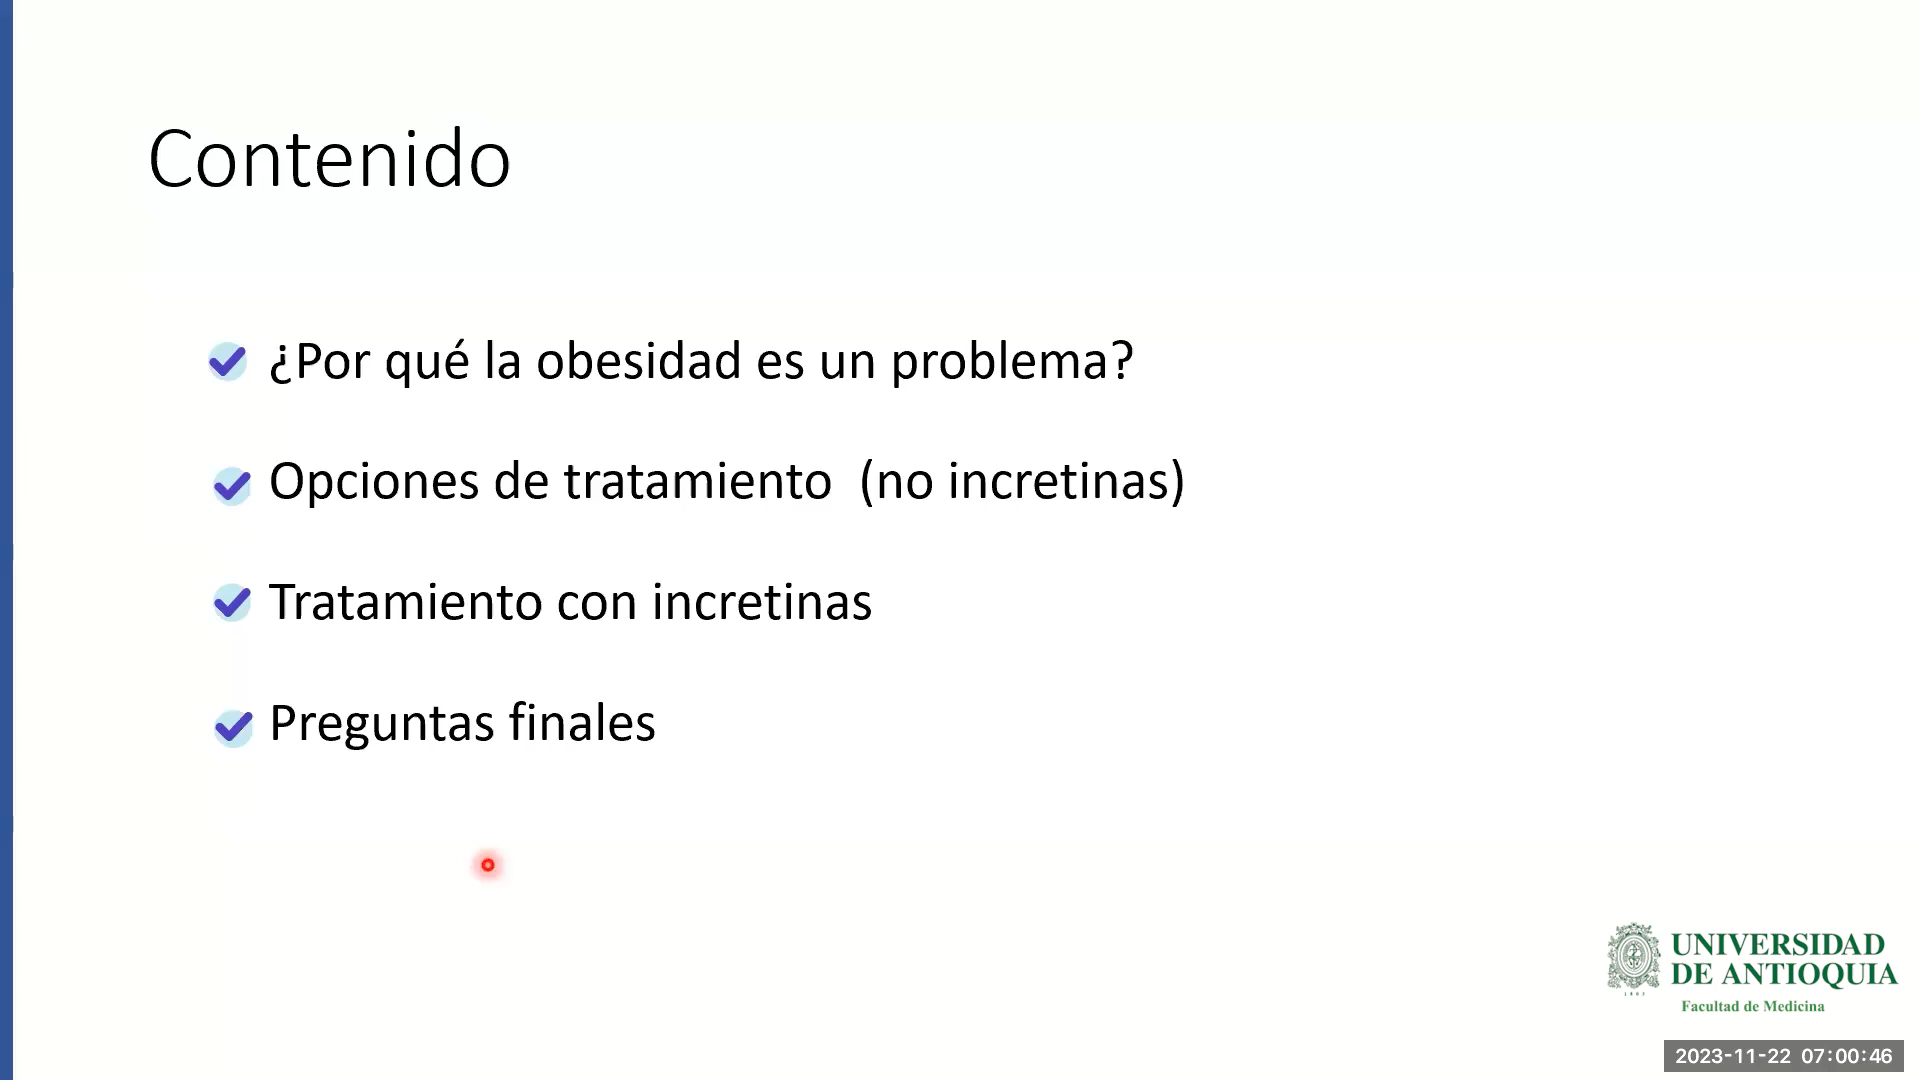 Contenido
¿Por qué la obesidad es un problema?
Opciones de tratamiento  (no incretinas)
Tratamiento con incretinas
Preguntas finales
1803
UNIVERSIDAD
DE ANTIOQUIA
Facultad de Medicina
2023-11-22 07:00:46